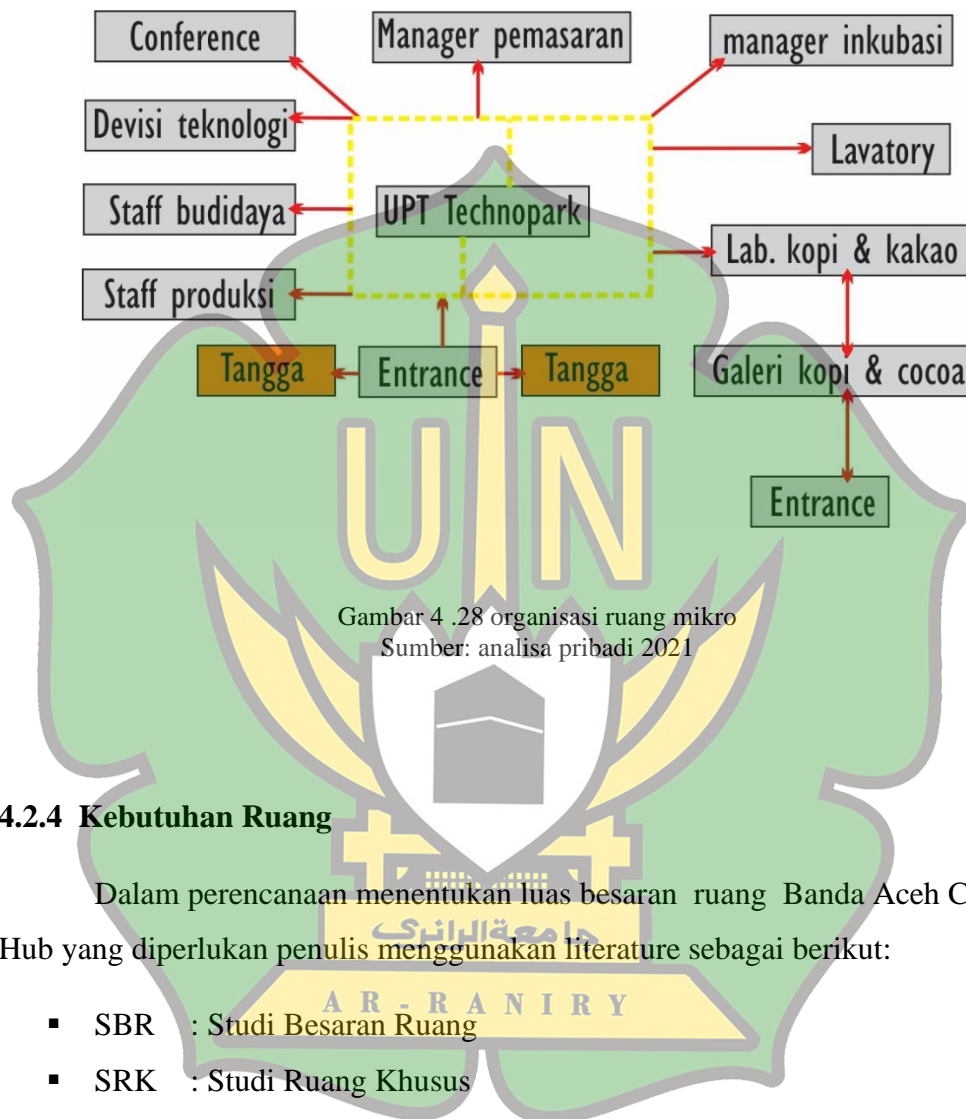 Conference
Manager pemasaran
manager inkubasi
Devisi teknologi
Lavatory
Staff budidaya
UPT Technopark
Lab. kopi & kakao
Staff produksi
Tangga
Entrance
Tangga
Galeri kopi & cocoa
Entrance
UIN
Gambar 4 .28 organisasi ruang mikro
Sumber: analisa pribadi 2021
4.2.4 Kebutuhan Ruang
Dalam perencanaan menentukan luas besaran ruang Banda Aceh C
Hub yang diperlukan penulis menggunakan literature sebagai berikut:
جامعةالرانري
AR-RANIRY
▪ SBR : Studi Besaran Ruang
▪ SRK : Studi Ruang Khusus